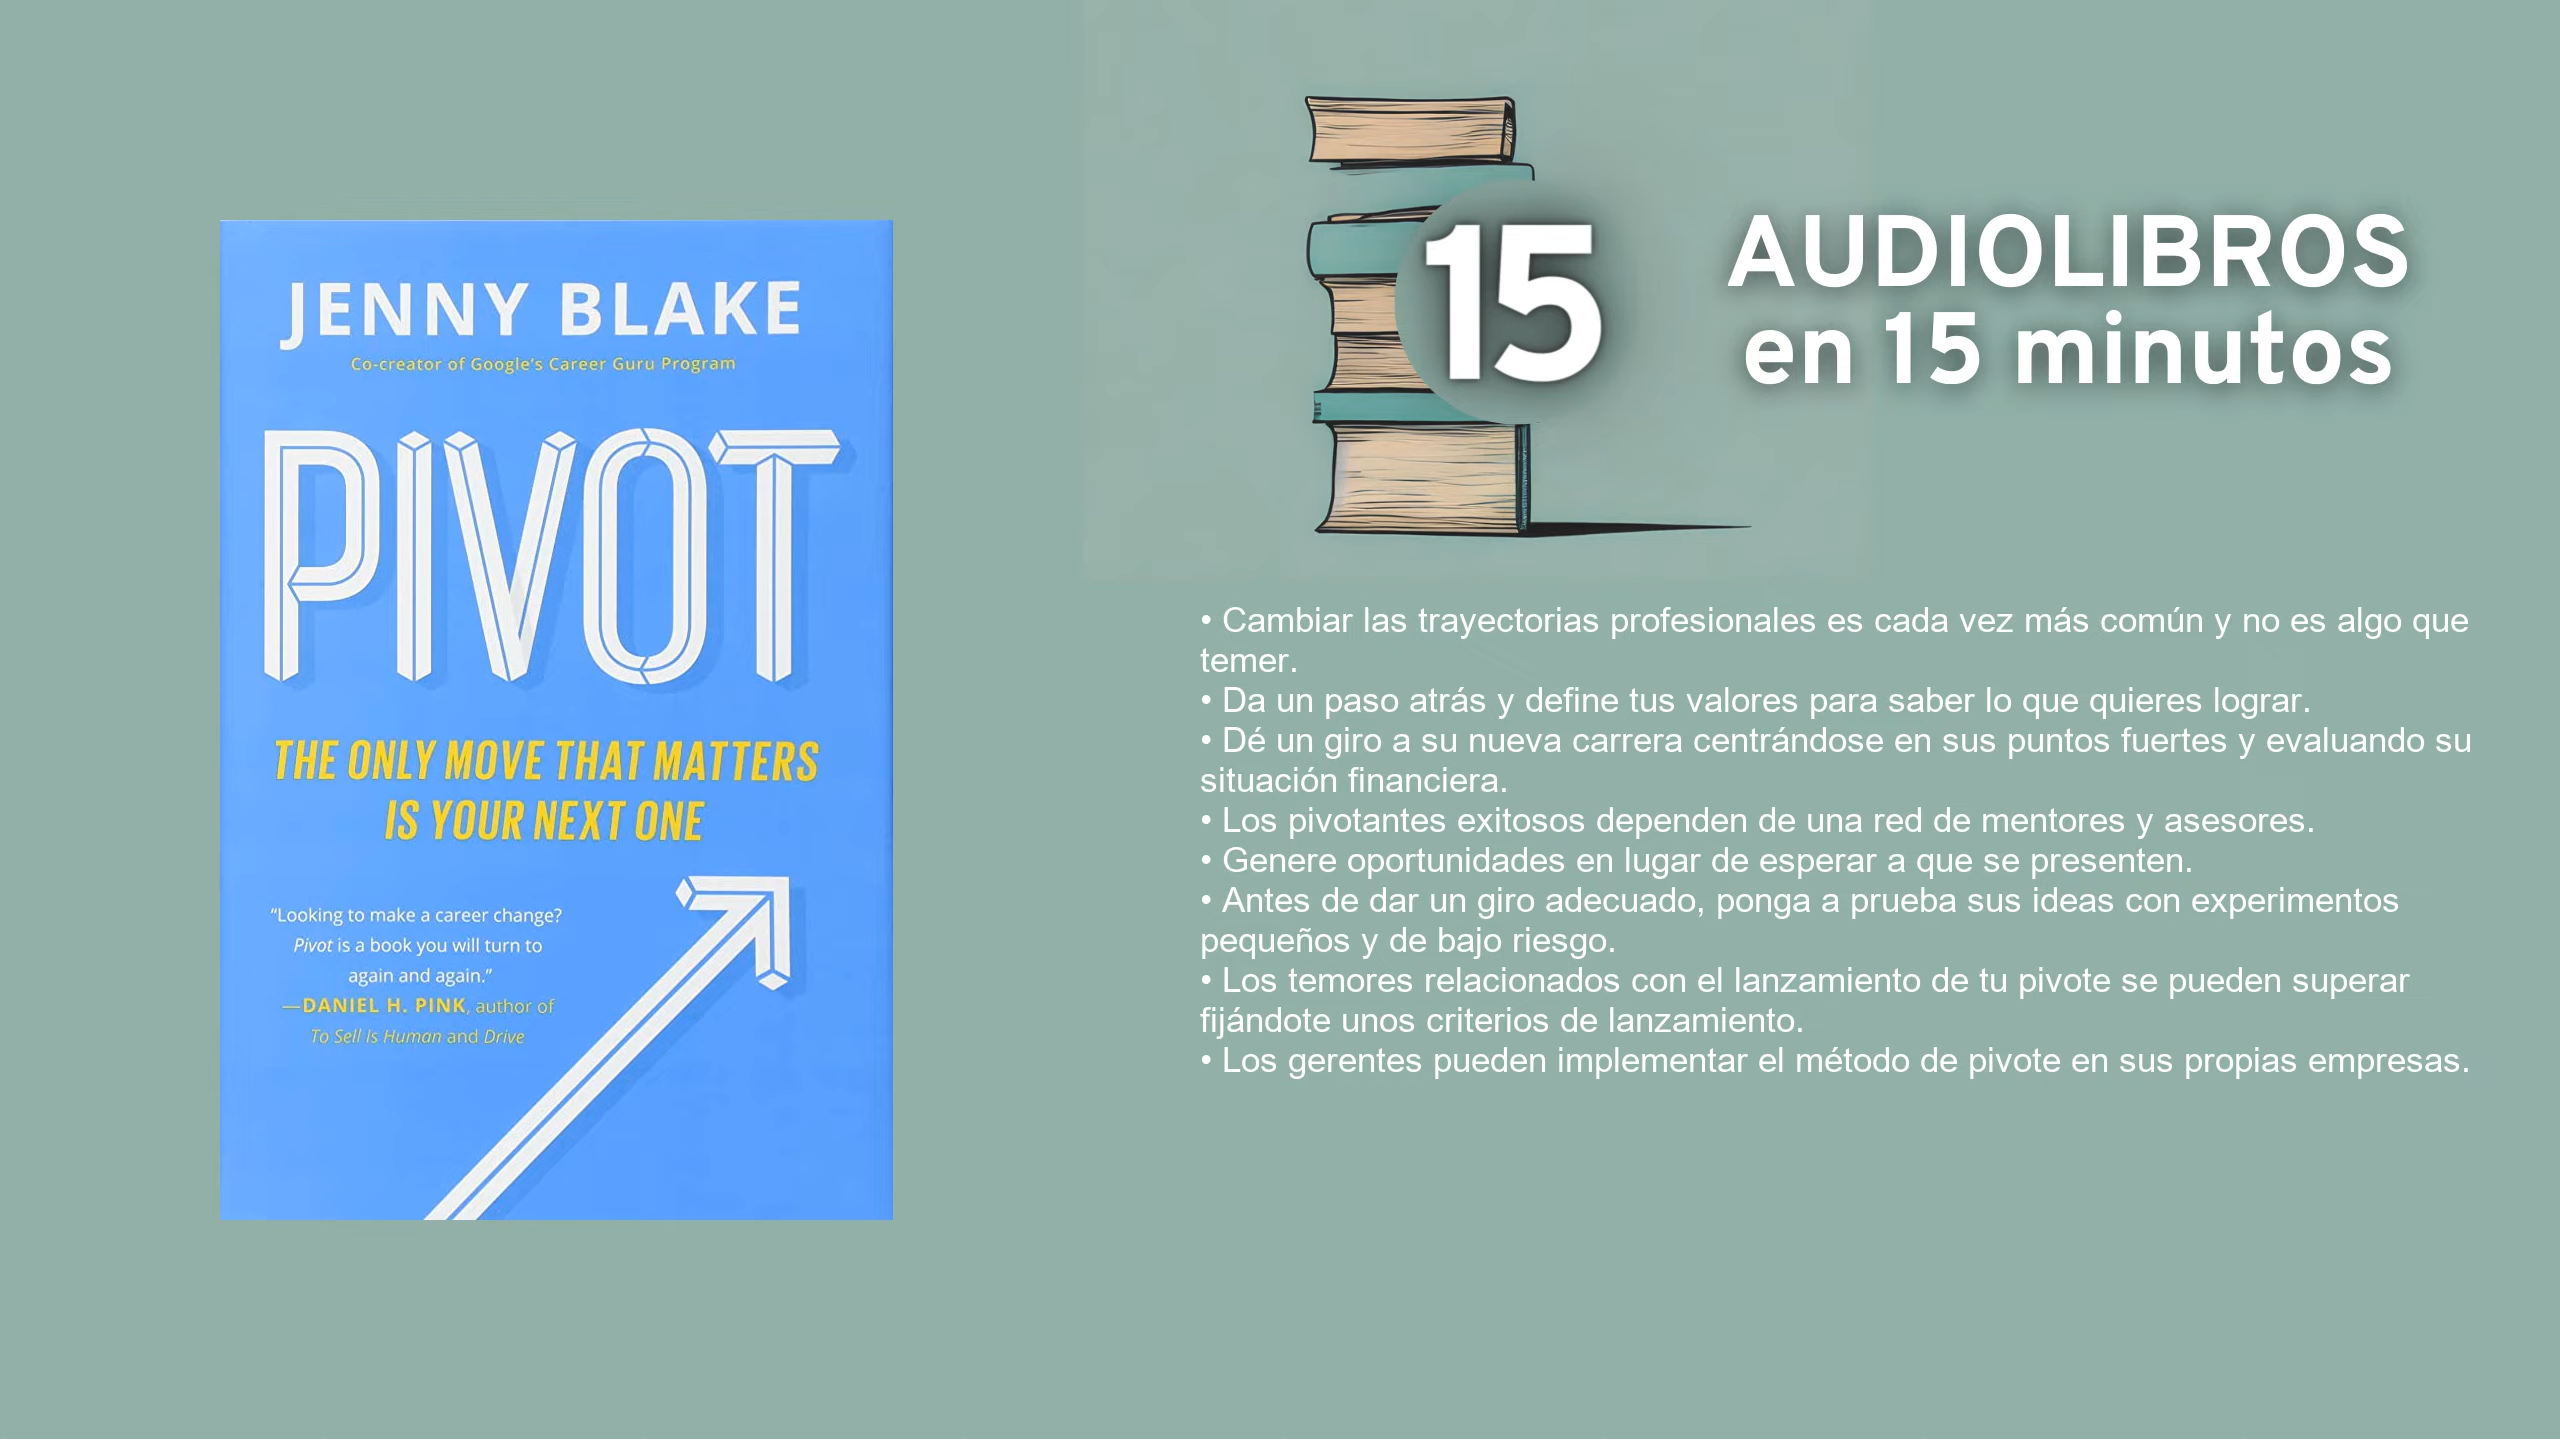 JENNY BLAKE
Co-creator of Google's Career Guru Program
PIVOT
THE ONLY MOVE THAT MATTERS
IS YOUR NEXT ONE
“Looking to make a career change?
Pivot is a book you will turn to
again and again.”
—DANIEL H. PINK, author of
To Sell Is Human and Drive
15
AUDIOLIBROS
en 15 minutos
• Cambiar las trayectorias profesionales es cada vez más común y no es algo que
temer.
• Da un paso atrás y define tus valores para saber lo que quieres lograr.
• Dé un giro a su nueva carrera centrándose en sus puntos fuertes y evaluando su
situación financiera.
• Los pivotantes exitosos dependen de una red de mentores y asesores.
• Genere oportunidades en lugar de esperar a que se presenten.
• Antes de dar un giro adecuado, ponga a prueba sus ideas con experimentos
pequeños y de bajo riesgo.
• Los temores relacionados con el lanzamiento de tu pivote se pueden superar
fijándote unos criterios de lanzamiento.
• Los gerentes pueden implementar el método de pivote en sus propias empresas.